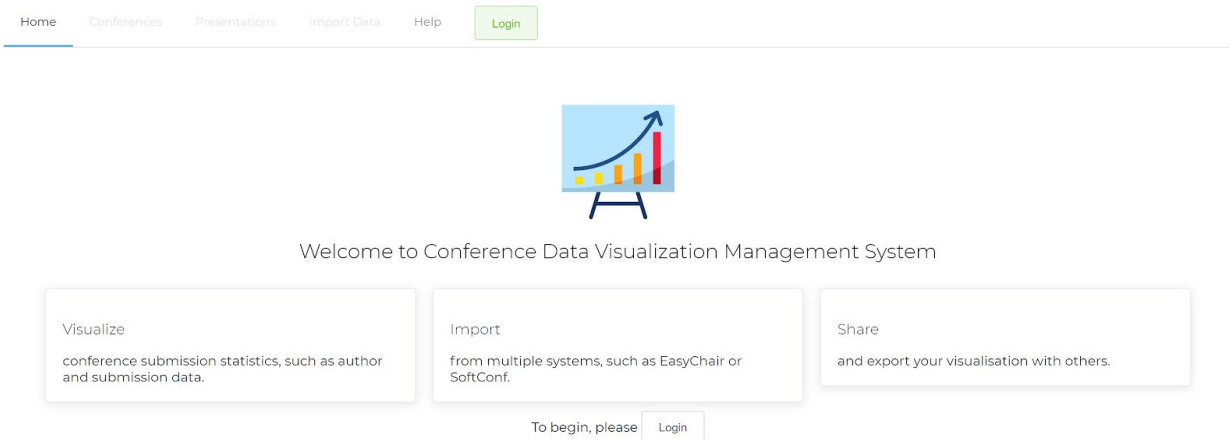 Home Conferences Presentations Import Data Help Login
Welcome to Conference Data Visualization Management System
Visualize
conference submission statistics, such as author
and submission data.
Import
from multiple systems, such as EasyChair or
SoftConf.
Share
and export your visualisation with others.
To begin, please Login